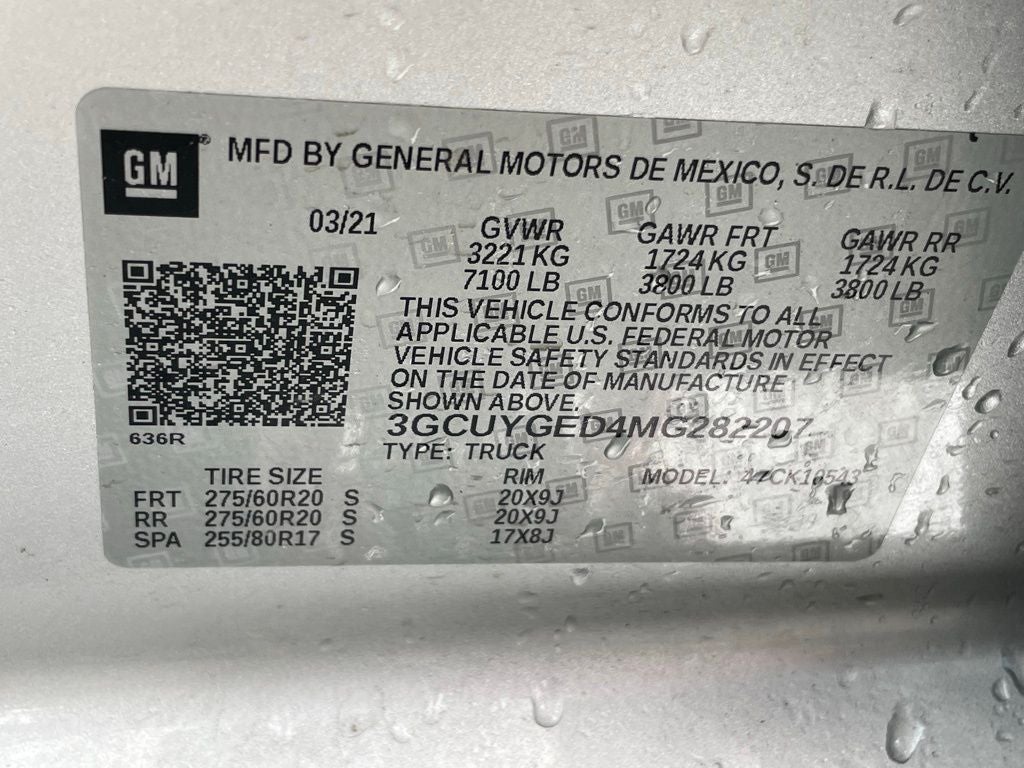 GM® MFD BY GENERAL MOTORS DE MEXICO, S. DE R.L. DE C.V.
03/21 GVWR GAWR FRT GAWR RR
3221 KG 1724 KG 1724 KG
7100 LB 3800 LB 3800 LB
THIS VEHICLE CONFORMS TO ALL
APPLICABLE U.S. FEDERAL MOTOR
VEHICLE SAFETY STANDARDS IN EFFECT
ON THE DATE OF MANUFACTURE
SHOWN ABOVE.
3GCUYGED4MG282207
636R
TYPE: TRUCK
TIRE SIZE RIM MODEL: 47CK10543
FRT 275/60R20 S 20X9J
RR 275/60R20 S 20X9J
SPA 255/80R17 S 17X8J